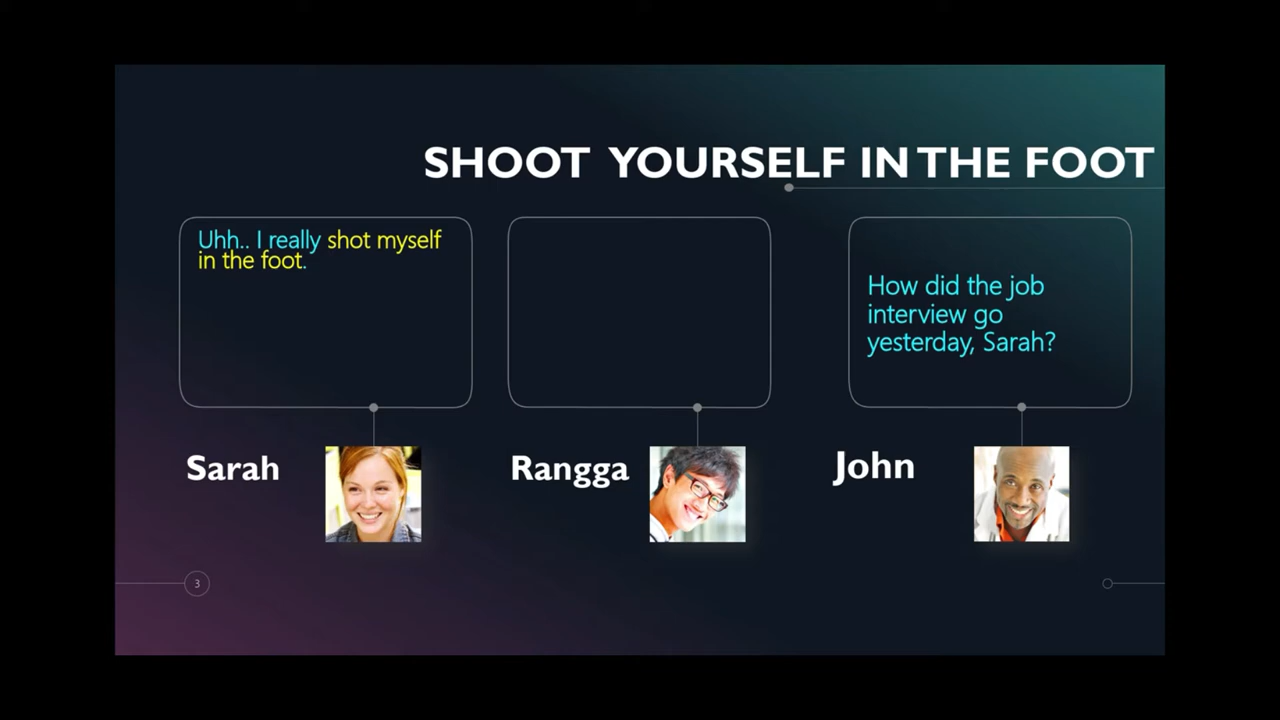 SHOOT YOURSELF IN THE FOOT
Uhh.. I really shot myself
in the foot.
How did the job
interview go
yesterday, Sarah?
Sarah
Rangga
John
3